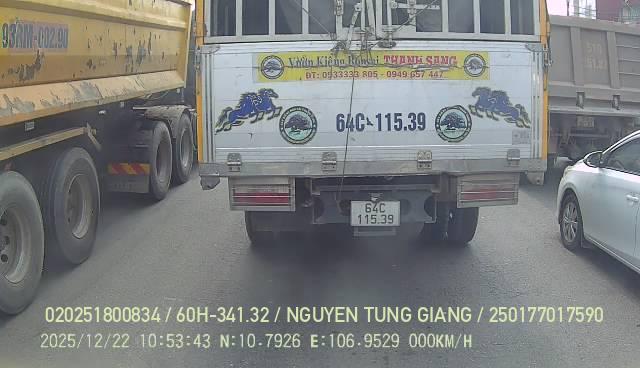 93H-002.90
Vườn Kiểng Bonsai THANH SANG
ĐT: 0933333 805 - 0949 657 447
64C-115.39
64C
115.39
020251800834 / 60H-341.32 / NGUYEN TUNG GIANG / 250177017590
2025/12/22 10:53:43 N:10.7926 E:106.9529 000KM/H